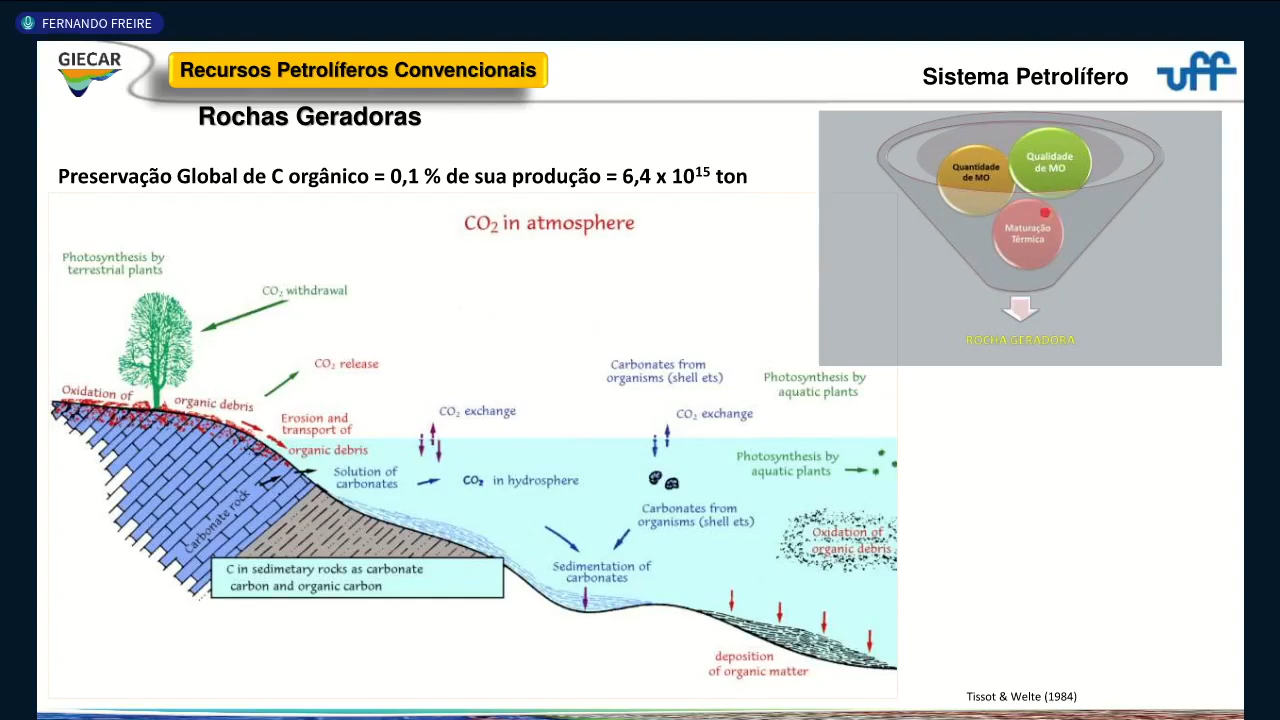 FERNANDO FREIRE
GIECAR
Recursos Petrolíferos Convencionais
Sistema Petrolífero
uff
Rochas Geradoras
Preservação Global de C orgânico = 0,1 % de sua produção = 6,4 x 10¹⁵ ton
Quantidade
de MO
Qualidade
de MO
Maturação
Térmica
ROCHA GERADORA
CO₂ in atmosphere
Photosynthesis by
terrestrial plants
CO₂ withdrawal
CO₂ release
Carbonates from
organisms (shell ets)
Photosynthesis by
aquatic plants
Oxidation of
organic debris
Erosion and
transport of
organic debris
CO₂ exchange
CO₂ exchange
Solution of
carbonates
CO₂ in hydrosphere
Photosynthesis by
aquatic plants
Carbonate rock
Carbonates from
organisms (shell ets)
Oxidation of
organic debris
C in sedimetary rocks as carbonate
carbon and organic carbon
Sedimentation of
carbonates
deposition
of organic matter
Tissot & Welte (1984)